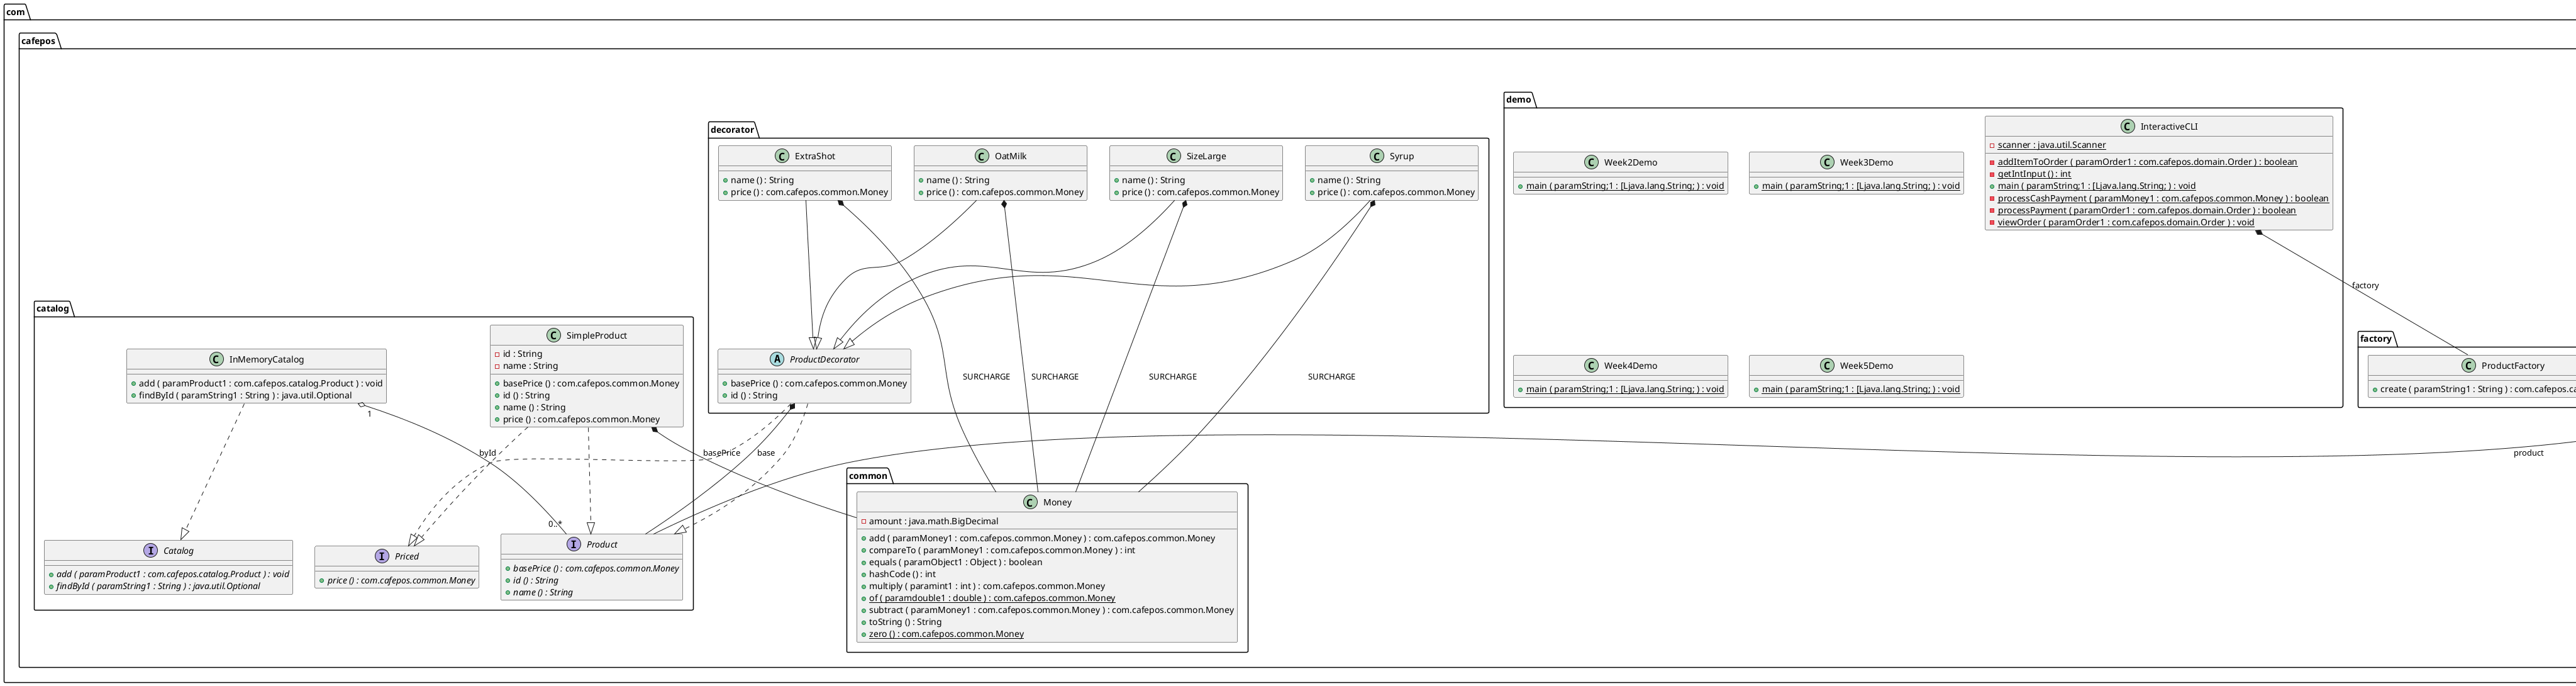 com
cafepos
decorator
ExtraShot
name () : String
price () : com.cafepos.common.Money
OatMilk
name () : String
price () : com.cafepos.common.Money
SizeLarge
name () : String
price () : com.cafepos.common.Money
Syrup
name () : String
price () : com.cafepos.common.Money
ProductDecorator
basePrice () : com.cafepos.common.Money
id () : String
SURCHARGE
SURCHARGE
SURCHARGE
SURCHARGE
demo
Week2Demo
main ( paramString;1 : [Ljava.lang.String; ) : void
Week3Demo
main ( paramString;1 : [Ljava.lang.String; ) : void
InteractiveCLI
scanner : java.util.Scanner
addItemToOrder ( paramOrder1 : com.cafepos.domain.Order ) : boolean
getIntInput () : int
main ( paramString;1 : [Ljava.lang.String; ) : void
processCashPayment ( paramMoney1 : com.cafepos.common.Money ) : boolean
processPayment ( paramOrder1 : com.cafepos.domain.Order ) : boolean
viewOrder ( paramOrder1 : com.cafepos.domain.Order ) : void
Week4Demo
main ( paramString;1 : [Ljava.lang.String; ) : void
Week5Demo
main ( paramString;1 : [Ljava.lang.String; ) : void
factory
factory
ProductFactory
create ( paramString1 : String ) : com.cafepos.ca
catalog
InMemoryCatalog
add ( paramProduct1 : com.cafepos.catalog.Product ) : void
findById ( paramString1 : String ) : java.util.Optional
SimpleProduct
id : String
name : String
basePrice () : com.cafepos.common.Money
id () : String
name () : String
price () : com.cafepos.common.Money
1
byId
0..*
basePrice
base
product
Catalog
add ( paramProduct1 : com.cafepos.catalog.Product ) : void
findById ( paramString1 : String ) : java.util.Optional
Priced
price () : com.cafepos.common.Money
Product
basePrice () : com.cafepos.common.Money
id () : String
name () : String
common
Money
amount : java.math.BigDecimal
add ( paramMoney1 : com.cafepos.common.Money ) : com.cafepos.common.Money
compareTo ( paramMoney1 : com.cafepos.common.Money ) : int
equals ( paramObject1 : Object ) : boolean
hashCode () : int
multiply ( paramint1 : int ) : com.cafepos.common.Money
of ( paramdouble1 : double ) : com.cafepos.common.Money
subtract ( paramMoney1 : com.cafepos.common.Money ) : com.cafepos.common.Money
toString () : String
zero () : com.cafepos.common.Money